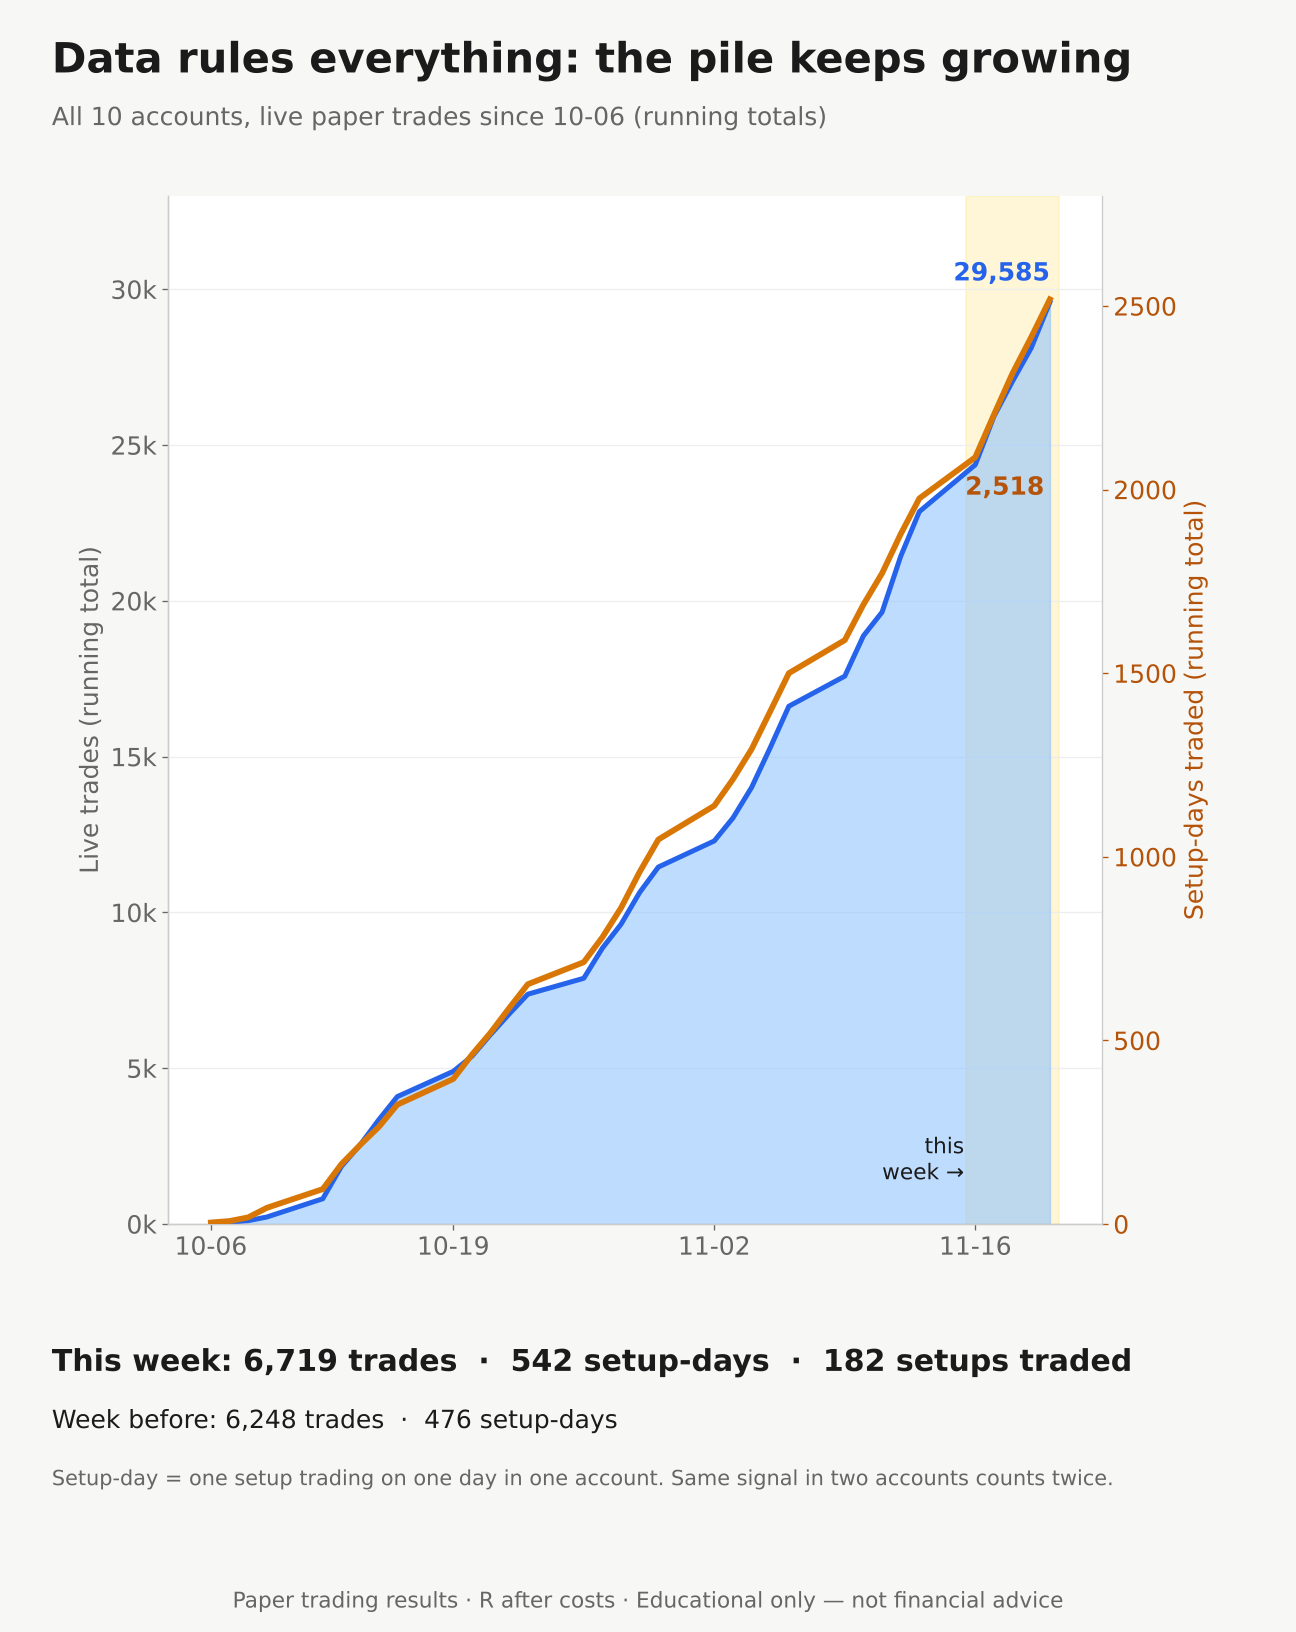 Data rules everything: the pile keeps growing
All 10 accounts, live paper trades since 10-06 (running totals)
29,585
2,518
30k
25k
20k
15k
10k
5k
0k
Live trades (running total)
2500
2000
1500
1000
500
0
Setup-days traded (running total)
this
week →
10-06
10-19
11-02
11-16
This week: 6,719 trades · 542 setup-days · 182 setups traded
Week before: 6,248 trades · 476 setup-days
Setup-day = one setup trading on one day in one account. Same signal in two accounts counts twice.
Paper trading results · R after costs · Educational only — not financial advice